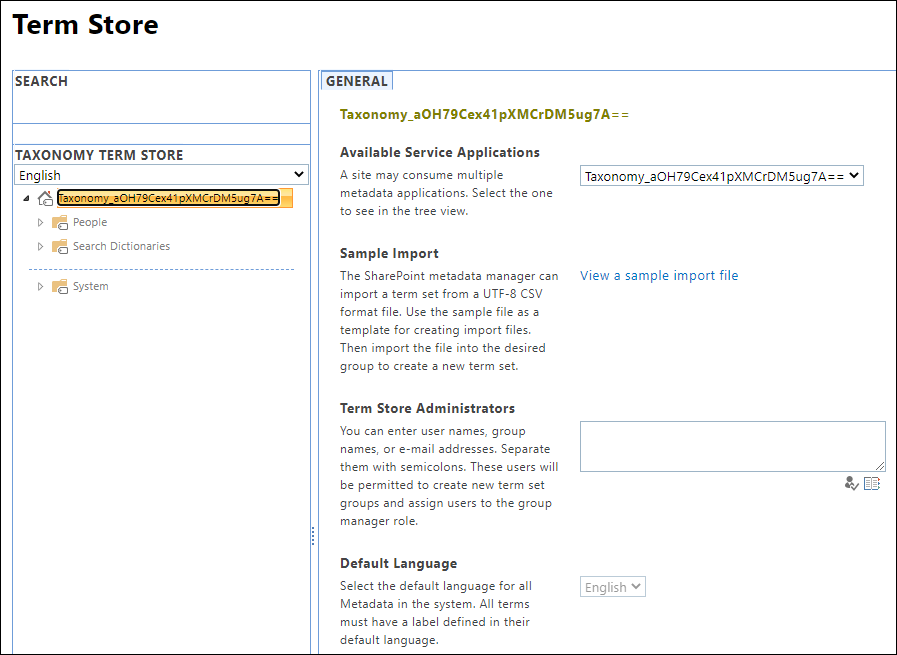 Term Store
SEARCH
TAXONOMY TERM STORE
English
Taxonomy_aOH79Cex41pXMCrDM5ug7A==
People
Search Dictionaries
System
GENERAL
Taxonomy_aOH79Cex41pXMCrDM5ug7A==
Available Service Applications
A site may consume multiple
metadata applications. Select the one
to see in the tree view.
Taxonomy_aOH79Cex41pXMCrDM5ug7A==
Sample Import
The SharePoint metadata manager can
import a term set from a UTF-8 CSV
format file. Use the sample file as a
template for creating import files.
Then import the file into the desired
group to create a new term set.
View a sample import file
Term Store Administrators
You can enter user names, group
names, or e-mail addresses. Separate
them with semicolons. These users will
be permitted to create new term set
groups and assign users to the group
manager role.
Default Language
Select the default language for all
Metadata in the system. All terms
must have a label defined in their
default language.
English